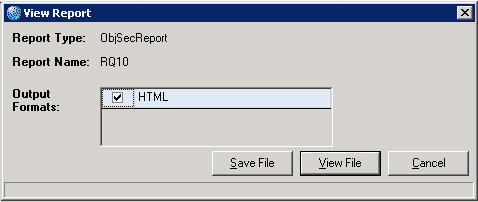 View Report
Report Type: ObjSecReport
Report Name: RQ10
Output Formats: HTML
Save File View File Cancel